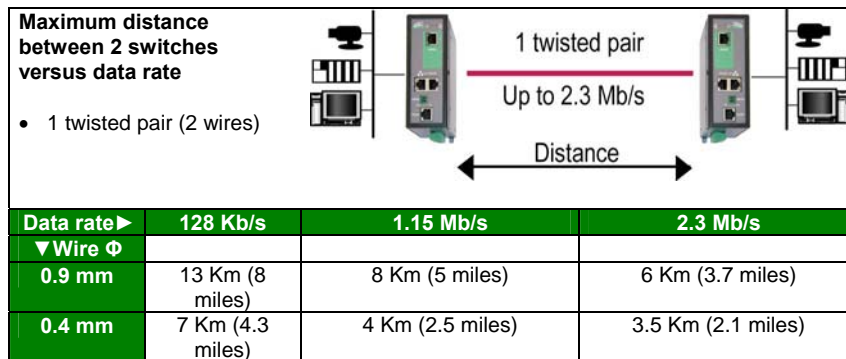 Maximum distance
between 2 switches
versus data rate
• 1 twisted pair (2 wires)
1 twisted pair
Up to 2.3 Mb/s
Distance
Data rate► 128 Kb/s 1.15 Mb/s 2.3 Mb/s
▼Wire Φ
0.9 mm 13 Km (8 miles) 8 Km (5 miles) 6 Km (3.7 miles)
0.4 mm 7 Km (4.3 miles) 4 Km (2.5 miles) 3.5 Km (2.1 miles)